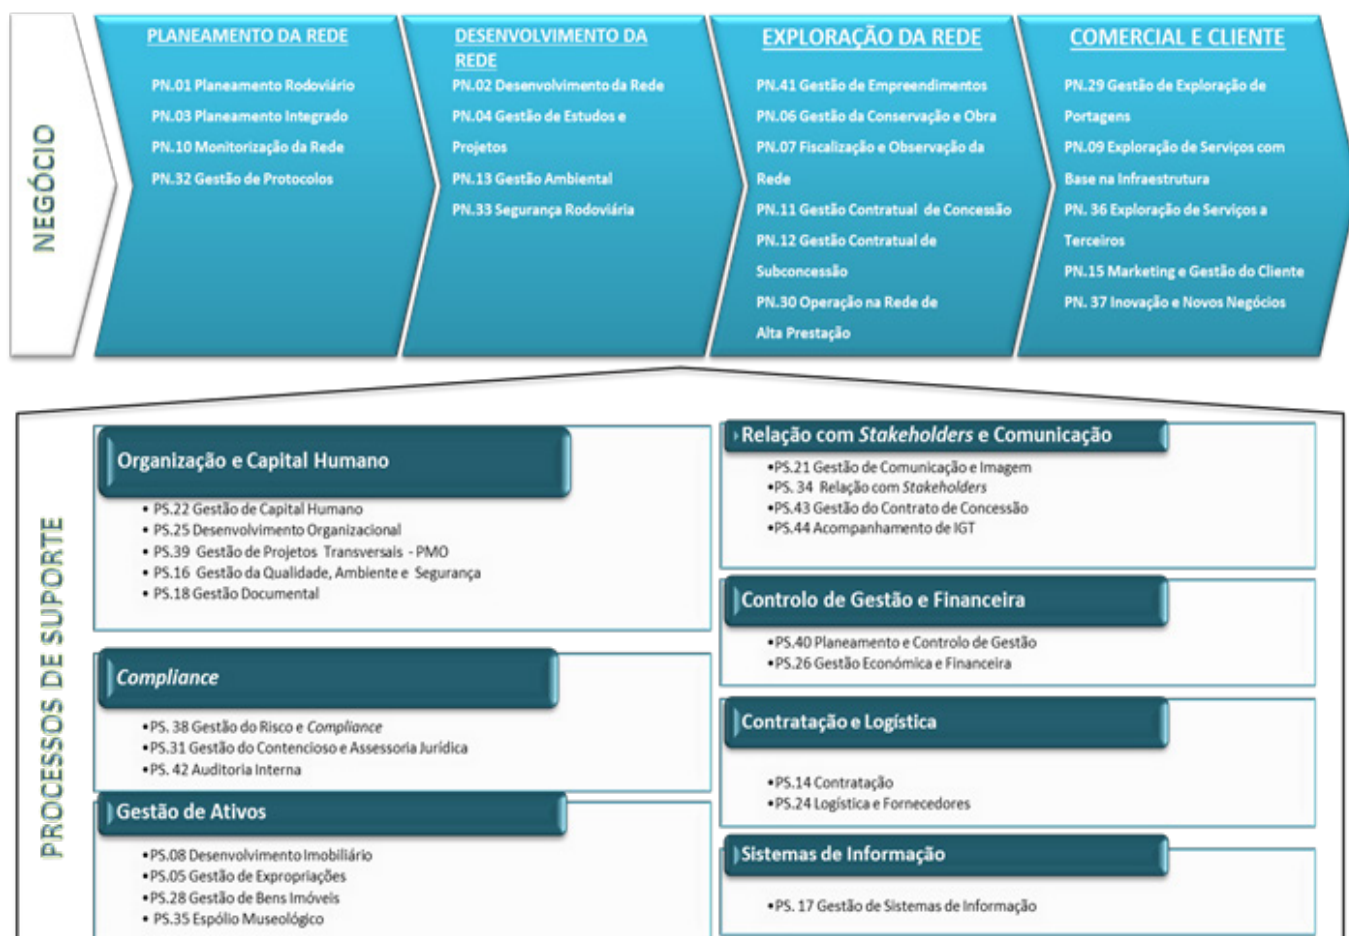 NEGÓCIO
PLANEAMENTO DA REDE
PN.01 Planeamento Rodoviário
PN.03 Planeamento Integrado
PN.10 Monitorização da Rede
PN.32 Gestão de Protocolos
DESENVOLVIMENTO DA
REDE
PN.02 Desenvolvimento da Rede
PN.04 Gestão de Estudos e
Projetos
PN.13 Gestão Ambiental
PN.33 Segurança Rodoviária
EXPLORAÇÃO DA REDE
PN.41 Gestão de Empreendimentos
PN.06 Gestão da Conservação e Obra
PN.07 Fiscalização e Observação da
Rede
PN.11 Gestão Contratual de Concessão
PN.12 Gestão Contratual de
Subconcessão
PN.30 Operação na Rede de
Alta Prestação
COMERCIAL E CLIENTE
PN.29 Gestão de Exploração de
Portagens
PN.09 Exploração de Serviços com
Base na Infraestrutura
PN. 36 Exploração de Serviços a
Terceiros
PN.15 Marketing e Gestão do Cliente
PN. 37 Inovação e Novos Negócios
PROCESSOS DE SUPORTE
Organização e Capital Humano
• PS.22 Gestão de Capital Humano
• PS.25 Desenvolvimento Organizacional
• PS.39 Gestão de Projetos Transversais - PMO
• PS.16 Gestão da Qualidade, Ambiente e Segurança
• PS.18 Gestão Documental
Compliance
•PS. 38 Gestão do Risco e Compliance
•PS.31 Gestão do Contencioso e Assessoria Jurídica
•PS. 42 Auditoria Interna
Gestão de Ativos
•PS.08 Desenvolvimento Imobiliário
•PS.05 Gestão de Expropriações
•PS.28 Gestão de Bens Imóveis
• PS.35 Espólio Museológico
Relação com Stakeholders e Comunicação
•PS.21 Gestão de Comunicação e Imagem
•PS. 34 Relação com Stakeholders
•PS.43 Gestão do Contrato de Concessão
•PS.44 Acompanhamento de IGT
Controlo de Gestão e Financeira
•PS.40 Planeamento e Controlo de Gestão
•PS.26 Gestão Económica e Financeira
Contratação e Logística
•PS.14 Contratação
•PS.24 Logística e Fornecedores
Sistemas de Informação
•PS. 17 Gestão de Sistemas de Informação